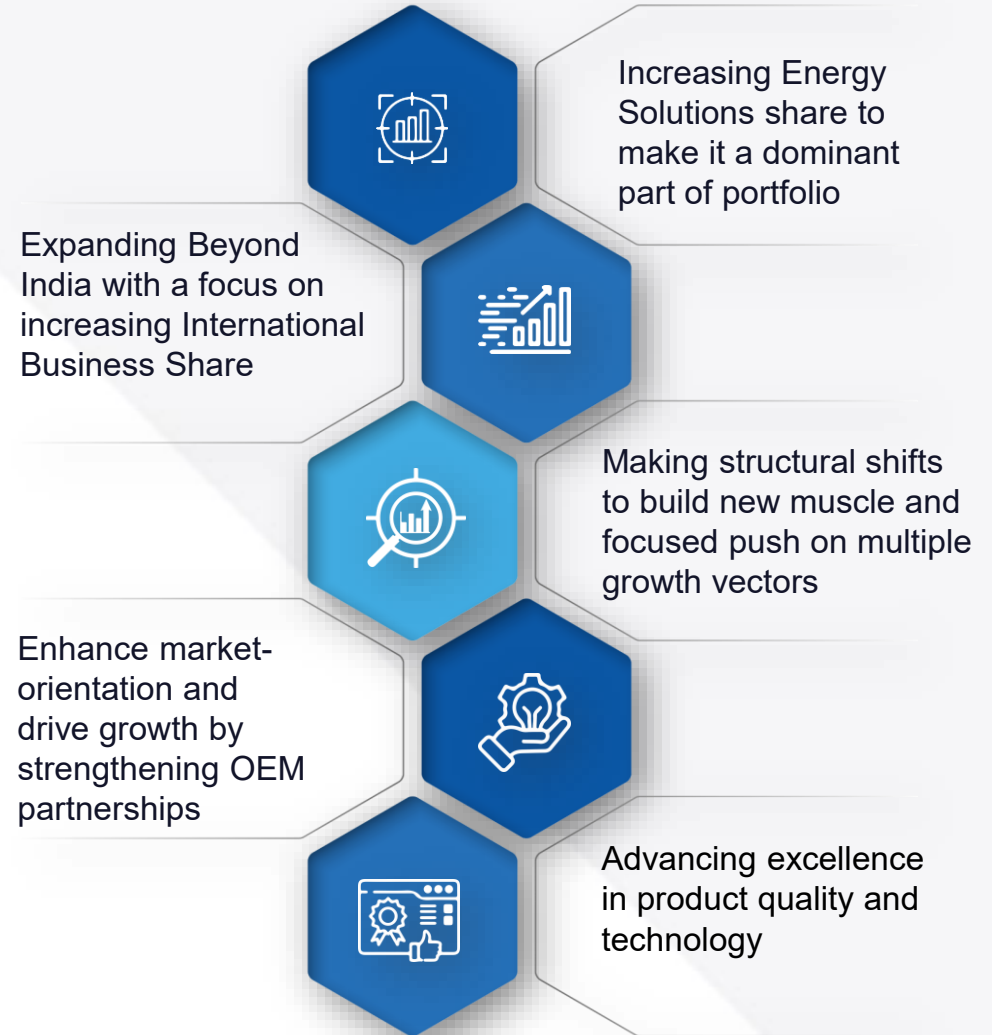 Increasing Energy
Solutions share to
make it a dominant
part of portfolio
Expanding Beyond
India with a focus on
increasing International
Business Share
Making structural shifts
to build new muscle and
focused push on multiple
growth vectors
Enhance market-
orientation and
drive growth by
strengthening OEM
partnerships
Advancing excellence
in product quality and
technology